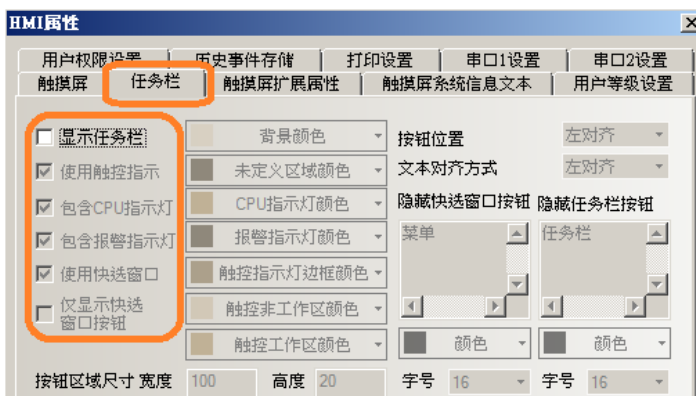 HMI属性
用户权限设置 历史事件存储 打印设置 串口1设置 串口2设置
触摸屏 任务栏 触摸屏扩展属性 触摸屏系统信息文本 用户等级设置
显示任务栏 背景颜色 按钮位置 左对齐
使用触控指示 未定义区域颜色 文本对齐方式 左对齐
包含CPU指示灯 CPU指示灯颜色 隐藏快选窗口按钮 隐藏任务栏按钮
包含报警指示灯 报警指示灯颜色 菜单 任务栏
使用快选窗口 触控指示灯边框颜色
仅显示快选
窗口按钮 触控非工作区颜色
触控工作区颜色 颜色 颜色
按钮区域尺寸 宽度 100 高度 20 字号 16 字号 16